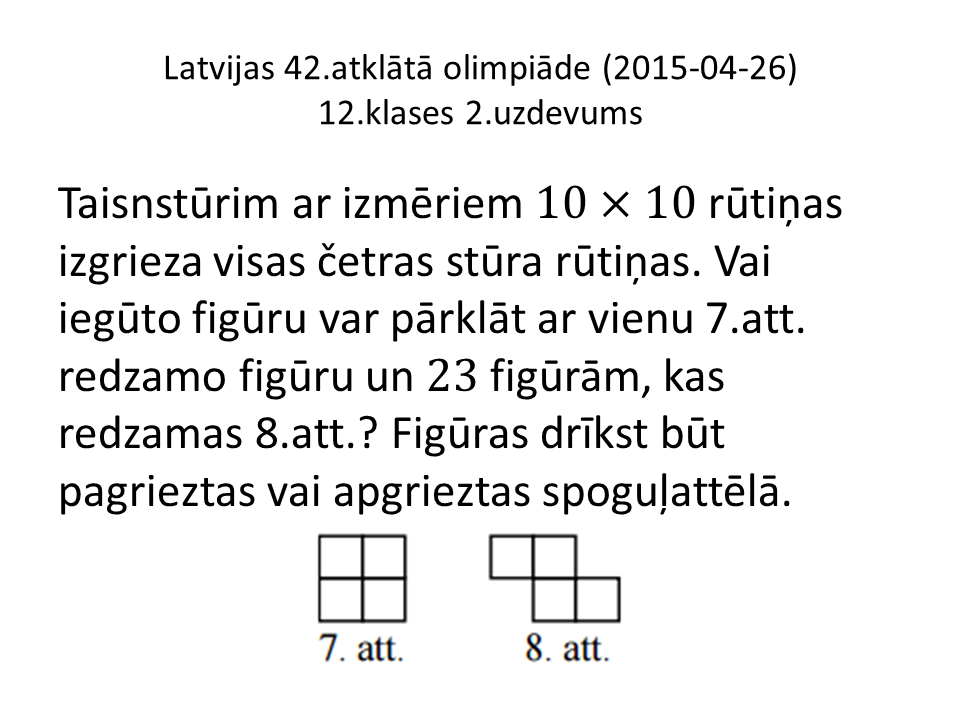 Latvijas 42.atklātā olimpiāde (2015-04-26)
12.klases 2.uzdevums
Taisnstūrim ar izmēriem 10 × 10 rūtiņas
izgrieza visas četras stūra rūtiņas. Vai
iegūto figūru var pārklāt ar vienu 7.att.
redzamo figūru un 23 figūrām, kas
redzamas 8.att.? Figūras drīkst būt
pagrieztas vai apgrieztas spoguļattēlā.
7. att.
8. att.